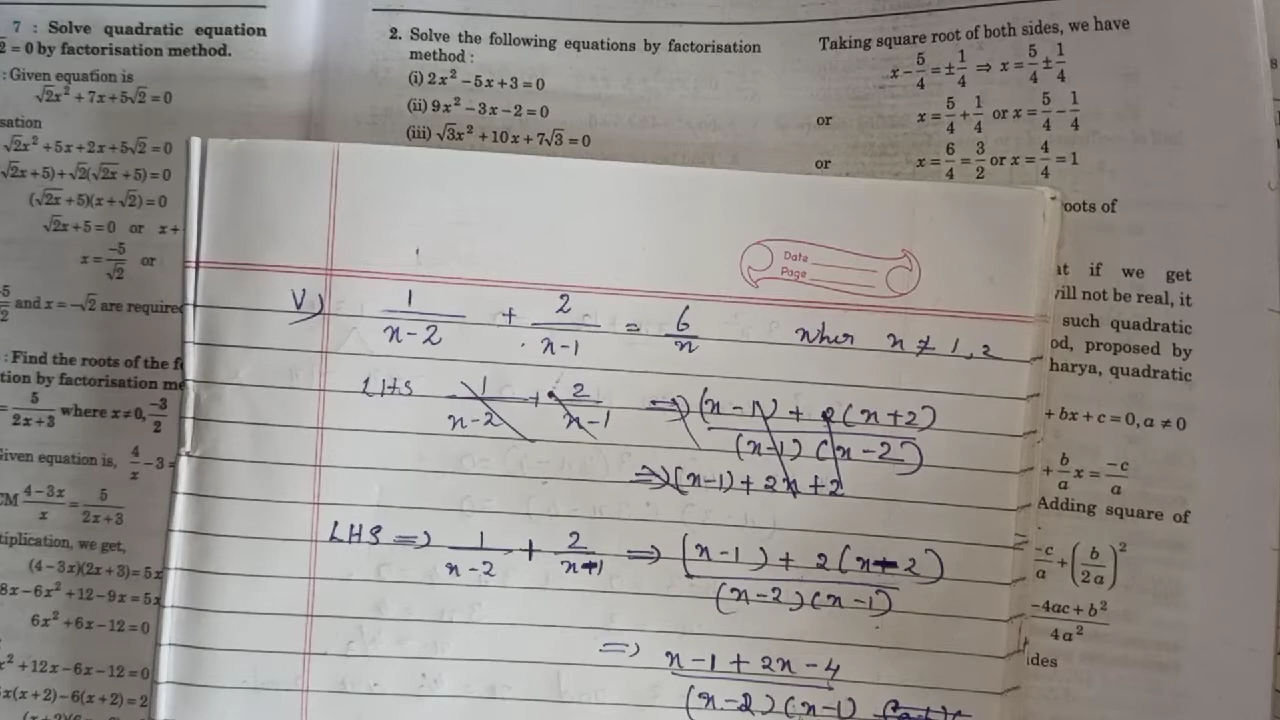 7 : Solve quadratic equation
2 = 0 by factorisation method.
: Given equation is
√2x² + 7x + 5√2 = 0
sation
√2x² + 5x + 2x + 5√2 = 0
√2x + 5) + √2(√2x + 5) = 0
(√2x + 5)(x + √2) = 0
√2x + 5 = 0 or x +
x = -5/√2 or
-5/2 and x = -√2 are required
: Find the roots of the f
tion by factorisation me
= 5/(2x+3) where x≠0, -3/2
Given equation is, 4/x - 3 =
CM (4-3x)/x = 5/(2x+3)
tiplication, we get,
(4-3x)(2x+3) = 5x
8x - 6x² + 12 - 9x = 5x
6x² + 6x - 12 = 0
x² + 12x - 6x - 12 = 0
x(x+2) - 6(x+2) = 2
2. Solve the following equations by factorisation
method :
(i) 2x² - 5x + 3 = 0
(ii) 9x² - 3x - 2 = 0
(iii) √3x² + 10x + 7√3 = 0
Taking square root of both sides, we have
x - 5/4 = ± 1/4 ⇒ x = 5/4 ± 1/4
or x = 5/4 + 1/4 or x = 5/4 - 1/4
or x = 6/4 = 3/2 or x = 4/4 = 1
oots of
at if we get
will not be real, it
such quadratic
od, proposed by
harya, quadratic
+ bx + c = 0, a ≠ 0
+ b/a x = -c/a
Adding square of
-c/a + (b/2a)²
(-4ac + b²)/4a²
ides
Date
Page
V) 1/(x-2) + 2/(x-1) = 6/x wher x ≠ 1, 2
LHS 1/(x-2) + 2/(x-1) ⇒ ((x-1) + 2(x+2))/((x-1)(x-2))
⇒ (x-1) + 2x + 2
LHS ⇒ 1/(x-2) + 2/(x-1) ⇒ ((x-1) + 2(x-2))/((x-2)(x-1))
⇒ (x-1+2x-4)/((x-2)(x-1))